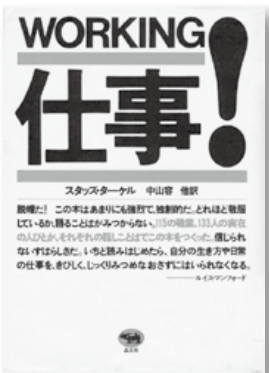 WORKING!
仕事!
スタッズ・ターケル 中山容 他訳
脱帽だ! この本はあまりにも強烈で、独創的だ。どれほど敬服
しているか、語ることばがみつからない。115の職業、133人の実在
の人びとが、それぞれの話しことばでこの本をつくった。信じられ
ないすばらしさだ。いちど読みはじめたら、自分の生き方や日常
の仕事を、きびしく、じっくりみつめなおさずにはいられなくなる。
——ルイス・マンフォード
晶文社